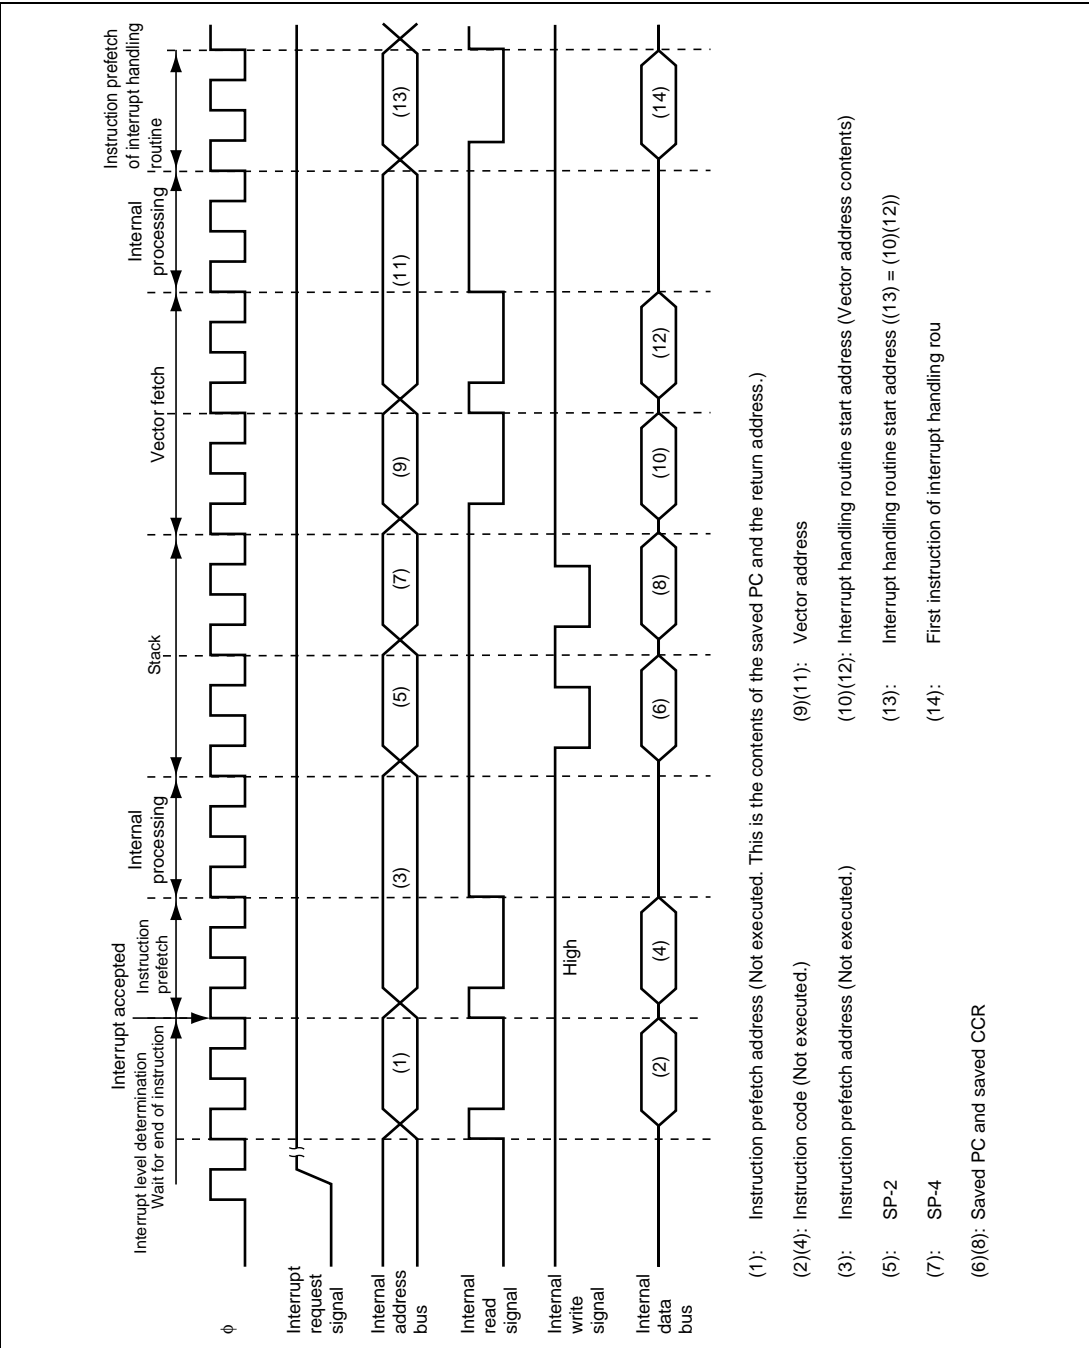 Interrupt accepted
Interrupt level determination
Wait for end of instruction
Instruction
prefetch
Internal
processing
Stack
Vector fetch
Internal
processing
Instruction prefetch
of interrupt handling
routine
φ
Interrupt
request
signal
Internal
address
bus
(1)
(3)
(5)
(7)
(9)
(11)
(13)
Internal
read
signal
Internal
write
signal
High
Internal
data
bus
(2)
(4)
(6)
(8)
(10)
(12)
(14)
(1): Instruction prefetch address (Not executed. This is the contents of the saved PC and the return address.)
(2)(4): Instruction code (Not executed.)
(3): Instruction prefetch address (Not executed.)
(5): SP-2
(7): SP-4
(6)(8): Saved PC and saved CCR
(9)(11): Vector address
(10)(12): Interrupt handling routine start address (Vector address contents)
(13): Interrupt handling routine start address ((13) = (10)(12))
(14): First instruction of interrupt handling rou